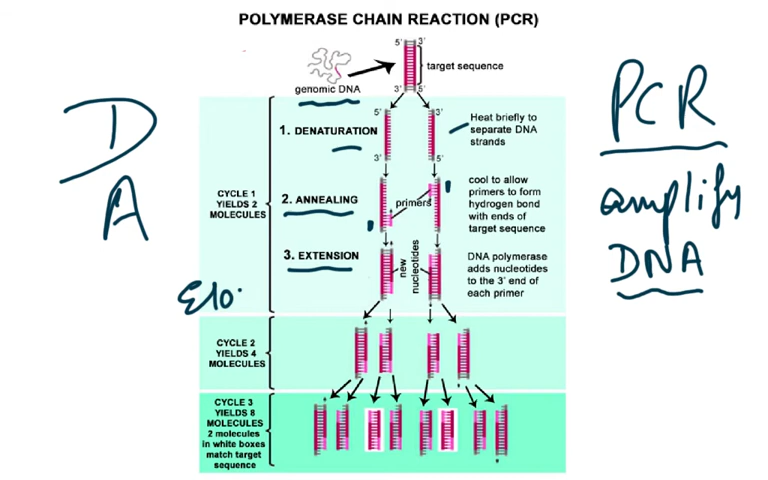 POLYMERASE CHAIN REACTION (PCR)
5' 3'
target sequence
genomic DNA
3' 5'
D
A
PCR
amplify
DNA
5' 3'
1. DENATURATION
Heat briefly to
separate DNA
strands
3' 5'
CYCLE 1
YIELDS 2
MOLECULES
2. ANNEALING
primers
cool to allow
primers to form
hydrogen bond
with ends of
target sequence
3. EXTENSION
new
nucleotides
DNA polymerase
adds nucleotides
to the 3' end of
each primer
CYCLE 2
YIELDS 4
MOLECULES
CYCLE 3
YIELDS 8
MOLECULES
2 molecules
in white boxes
match target
sequence